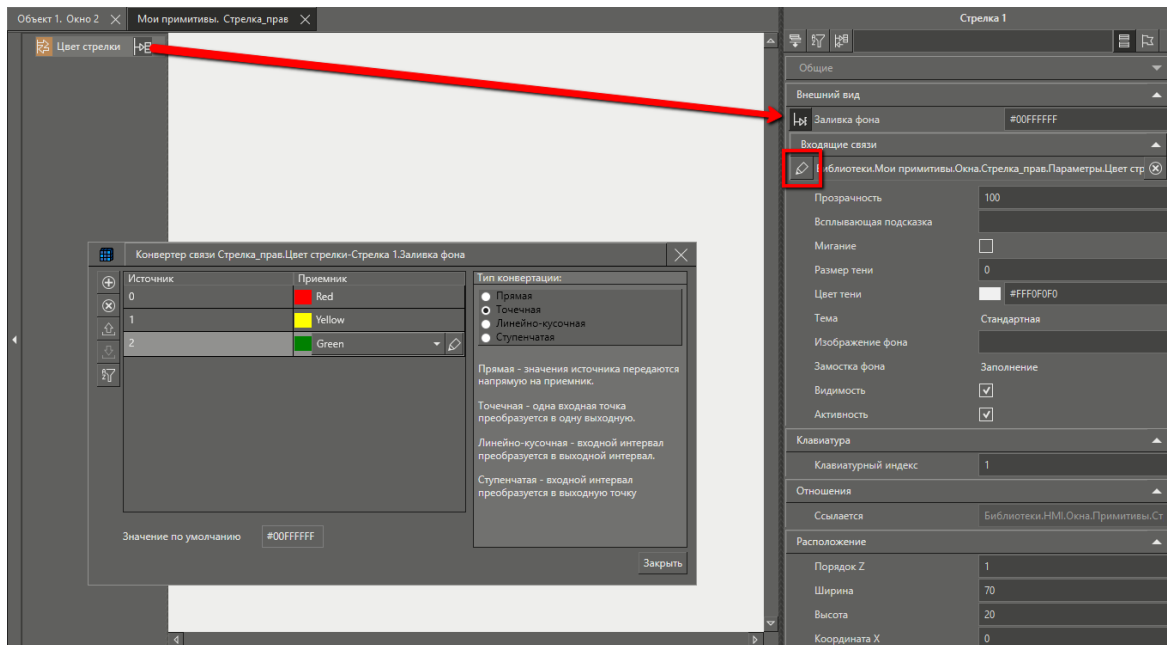 Объект 1. Окно 2
Мои примитивы. Стрелка_прав
Цвет стрелки
Конвертер связи Стрелка_прав.Цвет стрелки-Стрелка 1.Заливка фона
Источник Приемник
0 Red
1 Yellow
2 Green
Значение по умолчанию #00FFFFFF
Тип конвертации:
Прямая
Точечная
Линейно-кусочная
Ступенчатая
Прямая - значения источника передаются
напрямую на приемник.
Точечная - одна входная точка
преобразуется в одну выходную.
Линейно-кусочная - входной интервал
преобразуется в выходной интервал.
Ступенчатая - входной интервал
преобразуется в выходную точку
Закрыть
Стрелка 1
Общие
Внешний вид
Заливка фона #00FFFFFF
Входящие связи
Библиотеки.Мои примитивы.Окна.Стрелка_прав.Параметры.Цвет стр
Прозрачность 100
Всплывающая подсказка
Мигание
Размер тени 0
Цвет тени #FFF0F0F0
Тема Стандартная
Изображение фона
Замостка фона Заполнение
Видимость
Активность
Клавиатура
Клавиатурный индекс 1
Отношения
Ссылается Библиотеки.HMI.Окна.Примитивы.Ст
Расположение
Порядок Z 1
Ширина 70
Высота 20
Координата X 0